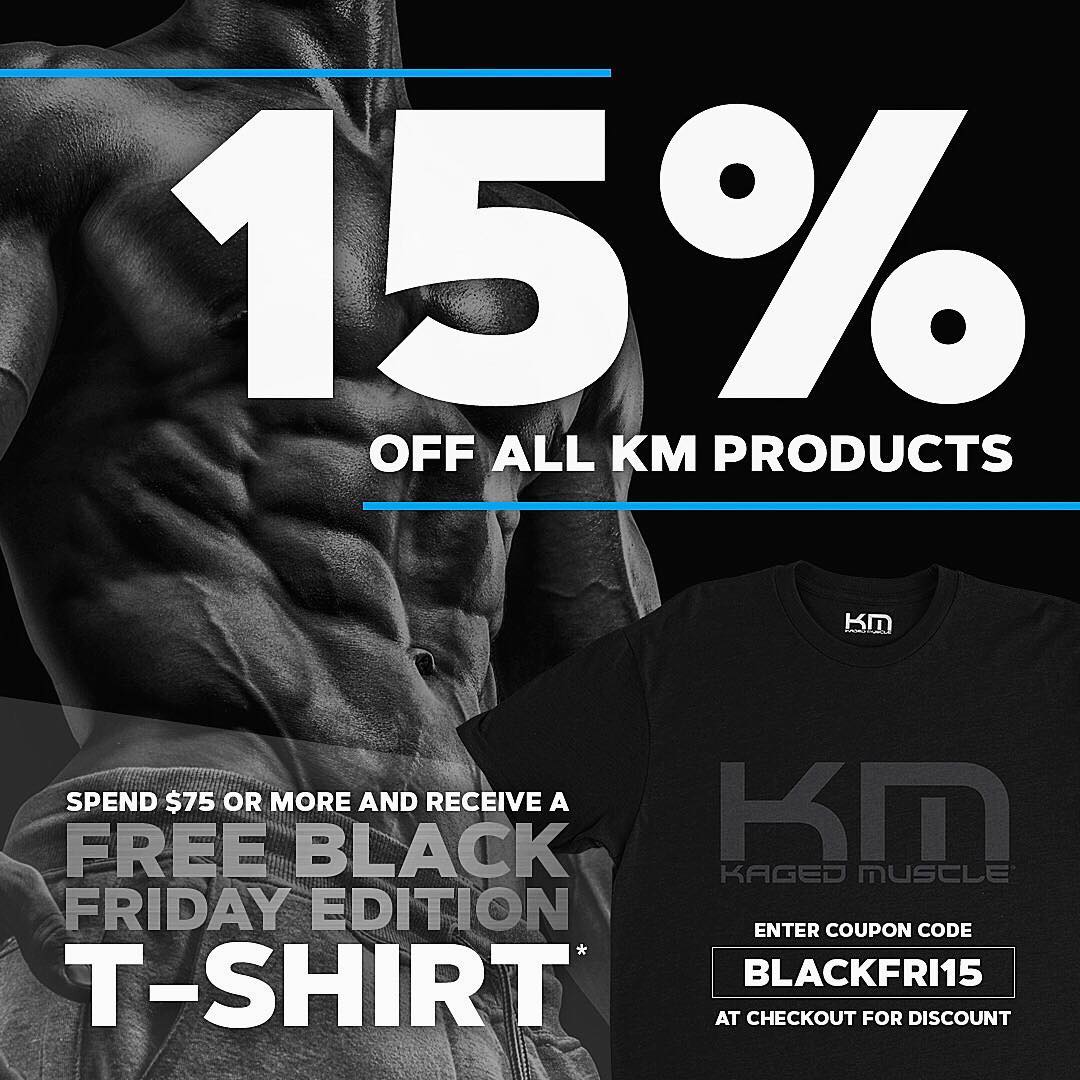 15%
OFF ALL KM PRODUCTS
KM
KAGED MUSCLE
SPEND $75 OR MORE AND RECEIVE A
FREE BLACK
FRIDAY EDITION
T-SHIRT*
KM
KAGED MUSCLE®
ENTER COUPON CODE
BLACKFRI15
AT CHECKOUT FOR DISCOUNT